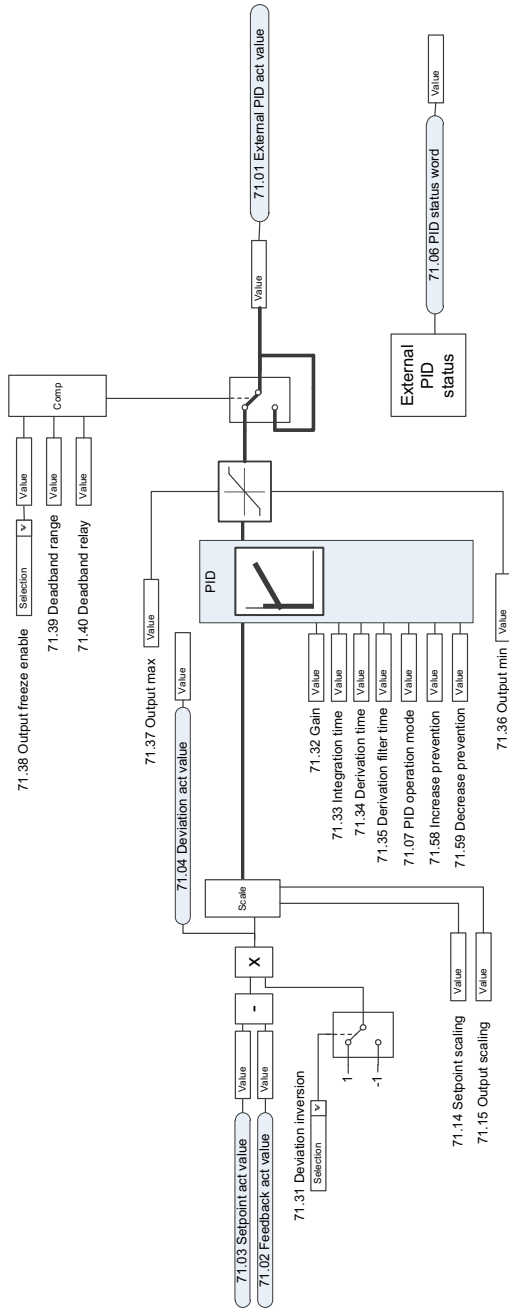 71.03 Setpoint act value
Value
71.02 Feedback act value
Value
-
X
71.31 Deviation inversion
Selection
1
-1
71.04 Deviation act value
Value
Scale
71.14 Setpoint scaling
Value
71.15 Output scaling
Value
71.38 Output freeze enable
Selection
Value
71.39 Deadband range
Value
71.40 Deadband relay
Value
Comp
71.37 Output max
Value
PID
71.32 Gain
Value
71.33 Integration time
Value
71.34 Derivation time
Value
71.35 Derivation filter time
Value
71.07 PID operation mode
Value
71.58 Increase prevention
Value
71.59 Decrease prevention
Value
71.36 Output min
Value
Value
71.01 External PID act value
External
PID
status
71.06 PID status word
Value